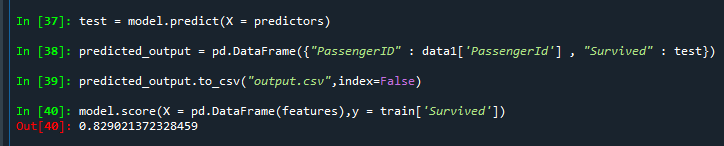 In [37]: test = model.predict(X = predictors)
In [38]: predicted_output = pd.DataFrame({"PassengerID" : data1['PassengerId'] , "Survived" : test})
In [39]: predicted_output.to_csv("output.csv",index=False)
In [40]: model.score(X = pd.DataFrame(features),y = train['Survived'])
Out[40]: 0.829021372328459